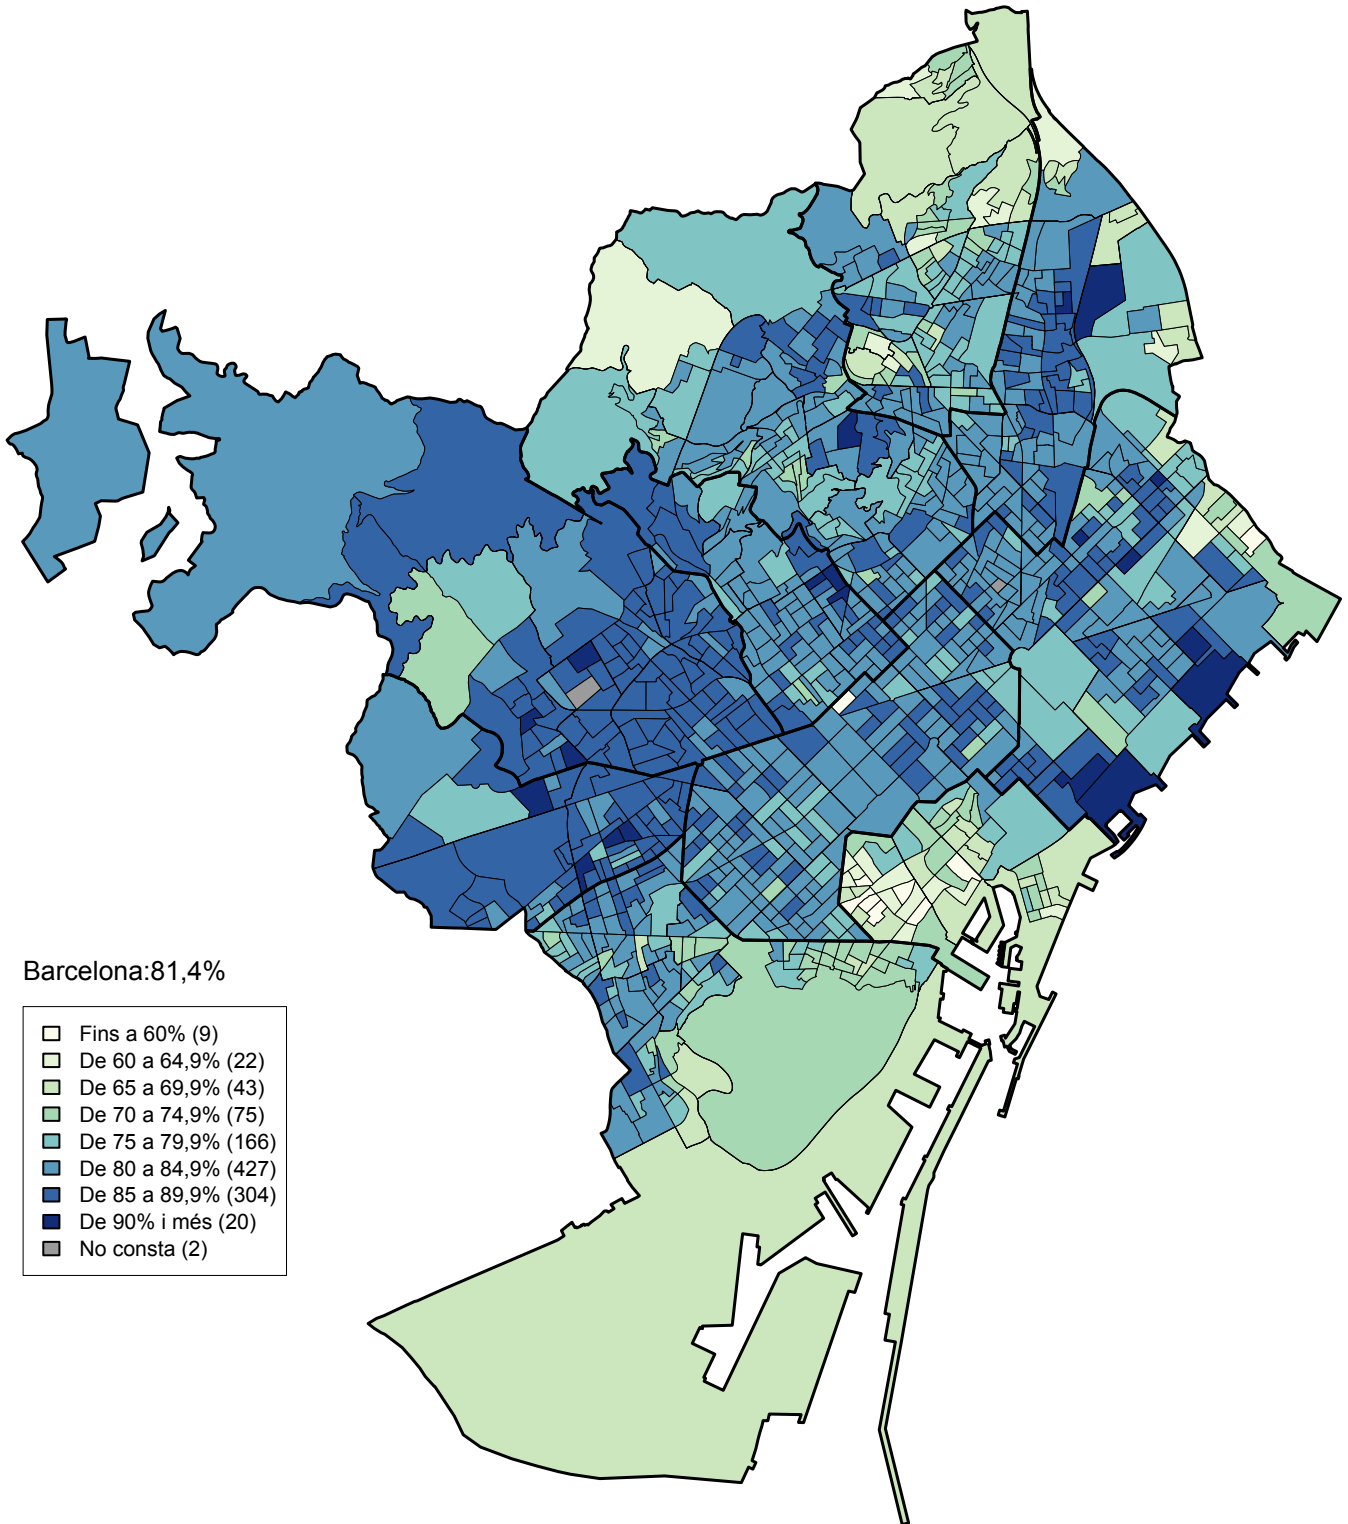 Barcelona:81,4%
Fins a 60% (9)
De 60 a 64,9% (22)
De 65 a 69,9% (43)
De 70 a 74,9% (75)
De 75 a 79,9% (166)
De 80 a 84,9% (427)
De 85 a 89,9% (304)
De 90% i més (20)
No consta (2)